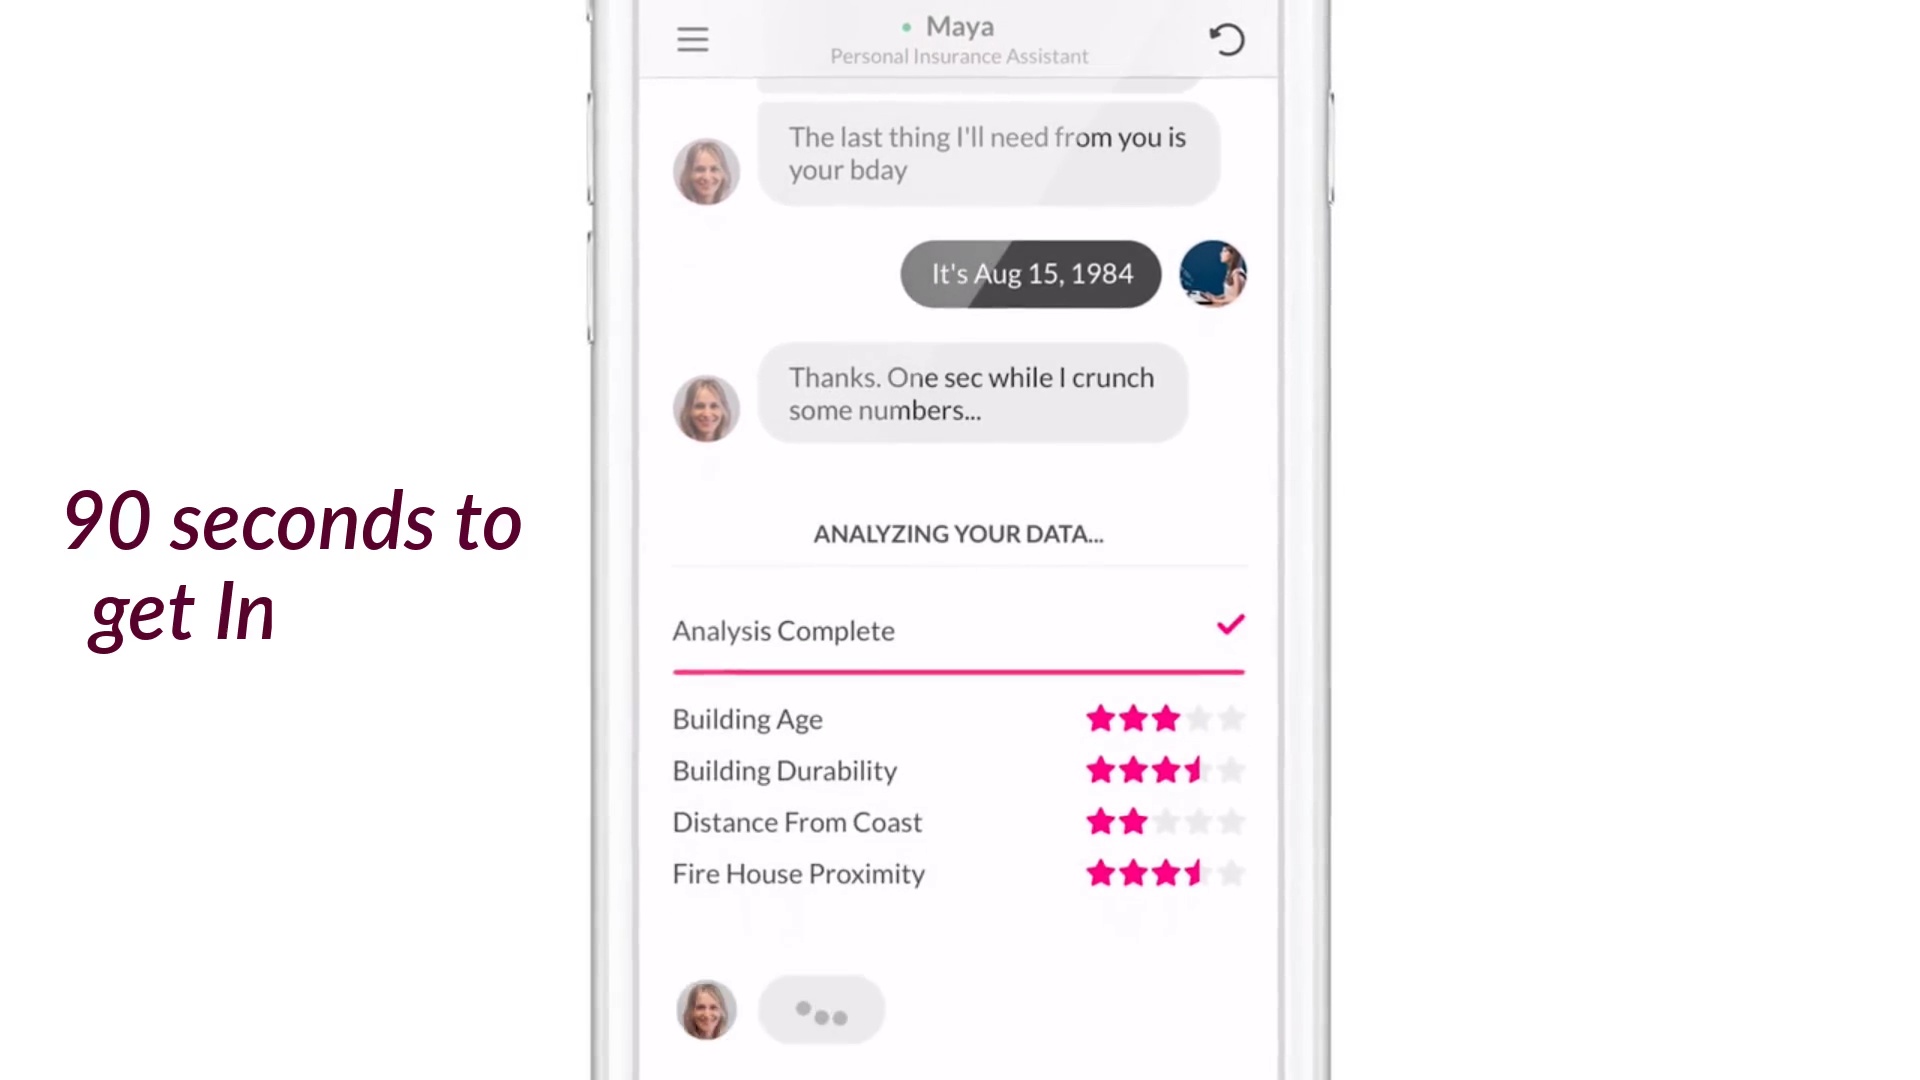 Maya
Personal Insurance Assistant
The last thing I'll need from you is
your bday
It's Aug 15, 1984
Thanks. One sec while I crunch
some numbers...
90 seconds to
get In
ANALYZING YOUR DATA...
Analysis Complete
Building Age
Building Durability
Distance From Coast
Fire House Proximity